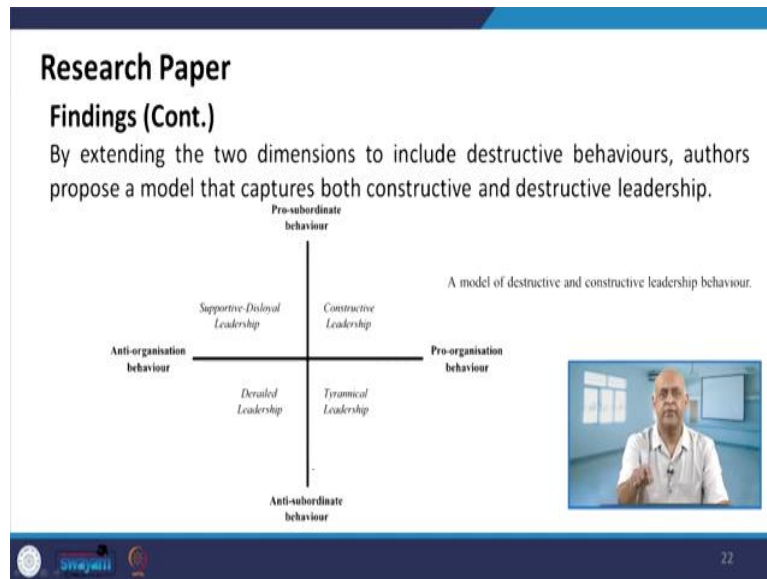 Research Paper
Findings (Cont.)
By extending the two dimensions to include destructive behaviours, authors
propose a model that captures both constructive and destructive leadership.
Pro-subordinate
behaviour
A model of destructive and constructive leadership behaviour.
Supportive-Disloyal
Leadership
Constructive
Leadership
Anti-organisation
behaviour
Pro-organisation
behaviour
Derailed
Leadership
Tyrannical
Leadership
Anti-subordinate
behaviour
swayam
22